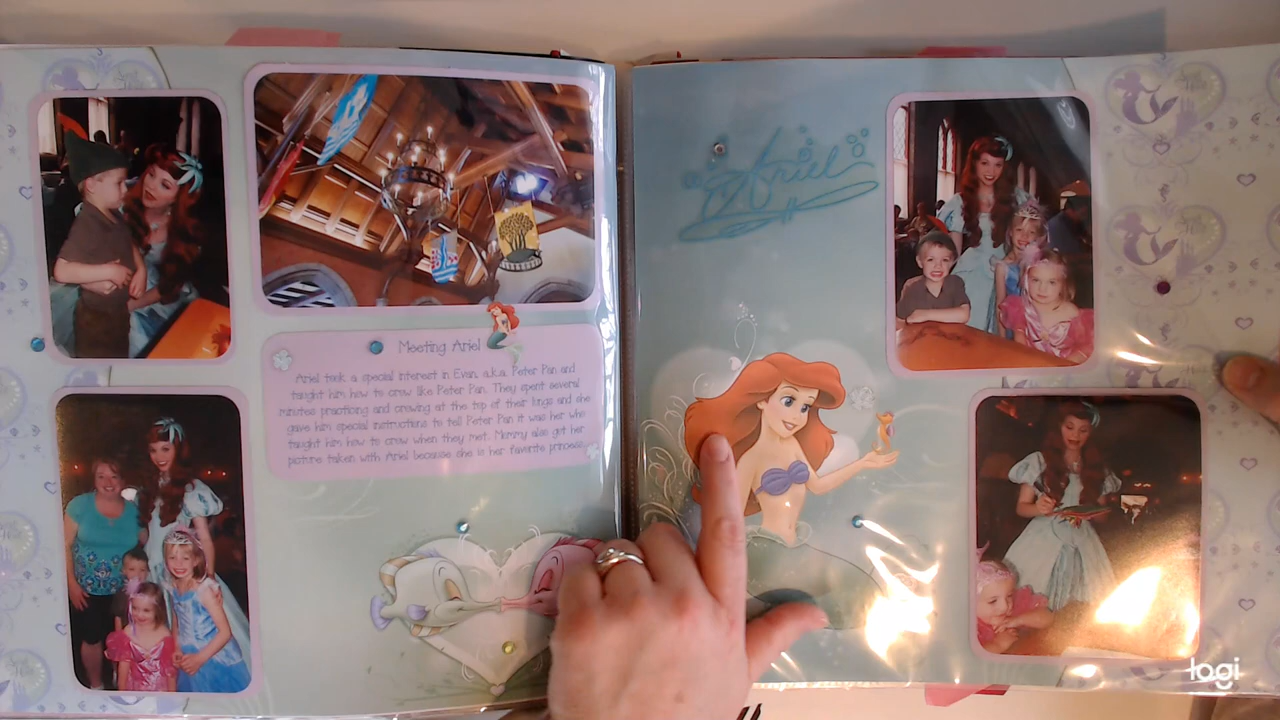 Meeting Ariel
Ariel took a special interest in Evan, a.k.a. Peter Pan and
taught him how to crow like Peter Pan. They spent several
minutes practicing and crowing at the top of their lungs and she
gave him special instructions to tell Peter Pan it was her who
taught him how to crow when they met. Mommy also got her
picture taken with Ariel because she is her favorite princess.
Ariel
logi